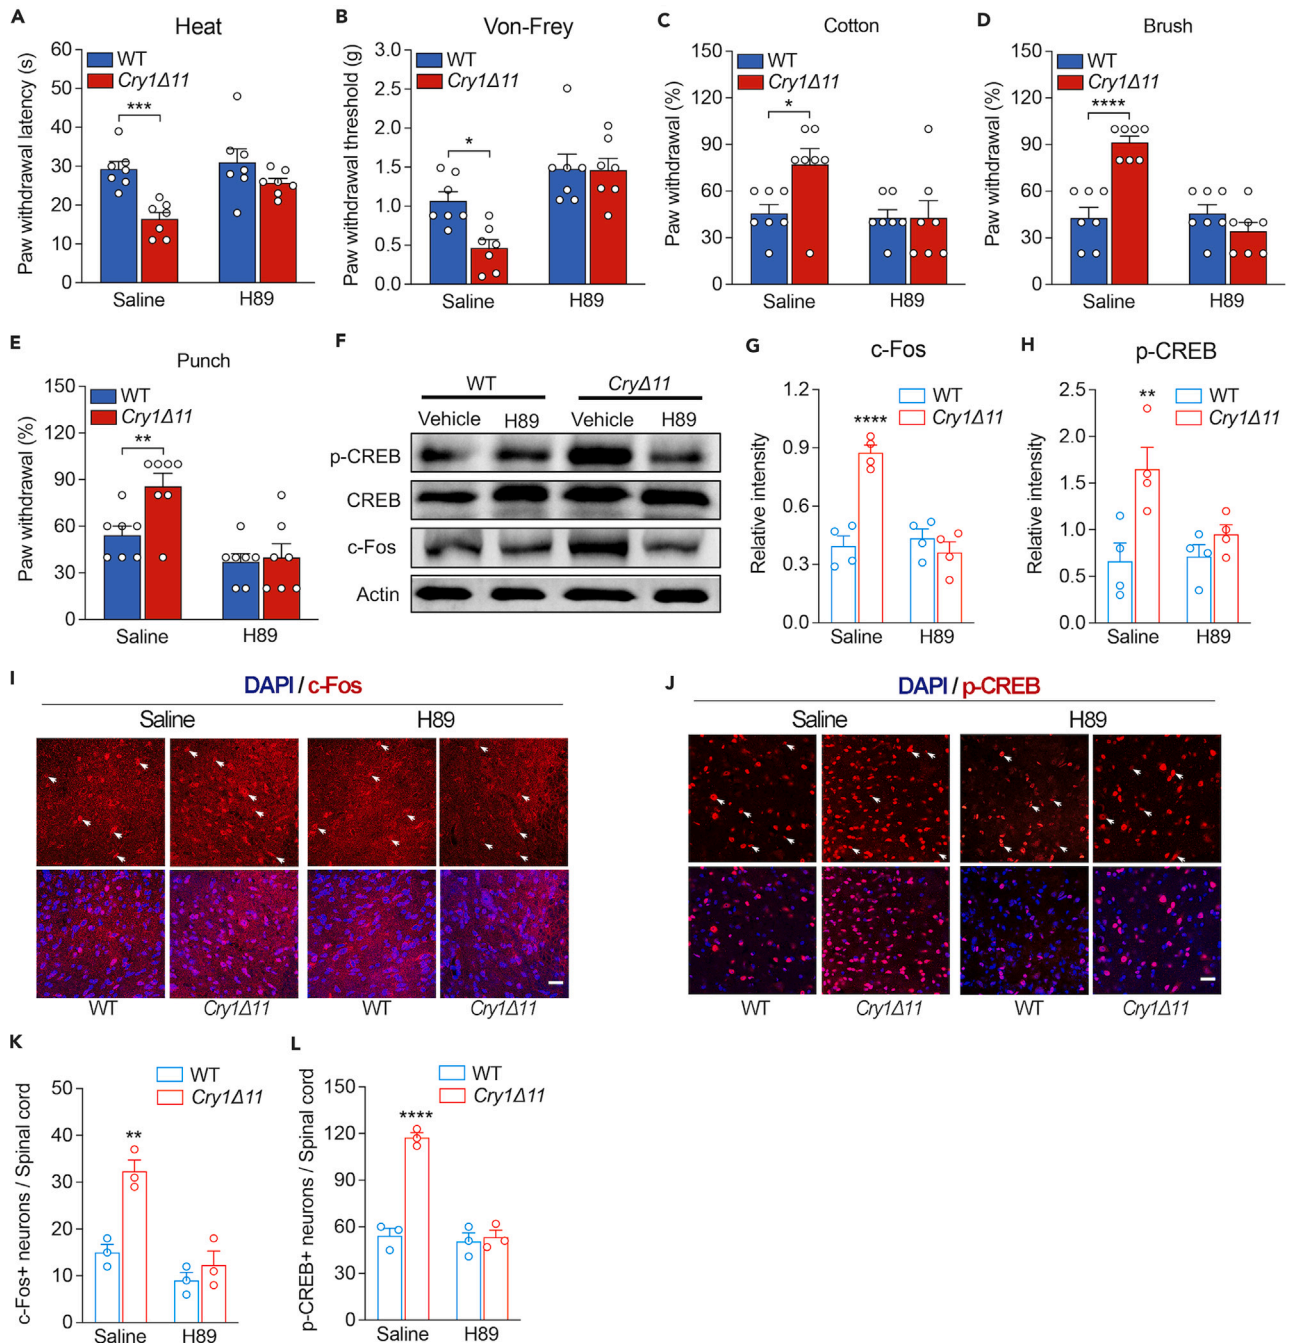 A
Heat
Paw withdrawal latency (s)
60
50
40
30
20
10
0
WT
Cry1Δ11
***
Saline
H89
B
Von-Frey
Paw withdrawal threshold (g)
3.0
2.5
2.0
1.5
1.0
0.5
0.0
WT
Cry1Δ11
*
Saline
H89
C
Cotton
Paw withdrawal (%)
150
120
90
60
30
0
WT
Cry1Δ11
*
Saline
H89
D
Brush
Paw withdrawal (%)
150
120
90
60
30
0
WT
Cry1Δ11
****
Saline
H89
E
Punch
Paw withdrawal (%)
150
120
90
60
30
0
WT
Cry1Δ11
**
Saline
H89
F
WT
CryΔ11
Vehicle
H89
Vehicle
H89
p-CREB
CREB
c-Fos
Actin
G
c-Fos
Relative intensity
1.2
0.9
0.6
0.3
0.0
WT
Cry1Δ11
****
Saline
H89
H
p-CREB
Relative intensity
2.5
2.0
1.5
1.0
0.5
0.0
WT
Cry1Δ11
**
Saline
H89
I
DAPI / c-Fos
Saline
H89
WT
Cry1Δ11
WT
Cry1Δ11
J
DAPI / p-CREB
Saline
H89
WT
Cry1Δ11
WT
Cry1Δ11
K
c-Fos+ neurons / Spinal cord
50
40
30
20
10
0
WT
Cry1Δ11
**
Saline
H89
L
p-CREB+ neurons / Spinal cord
150
120
90
60
30
0
WT
Cry1Δ11
****
Saline
H89